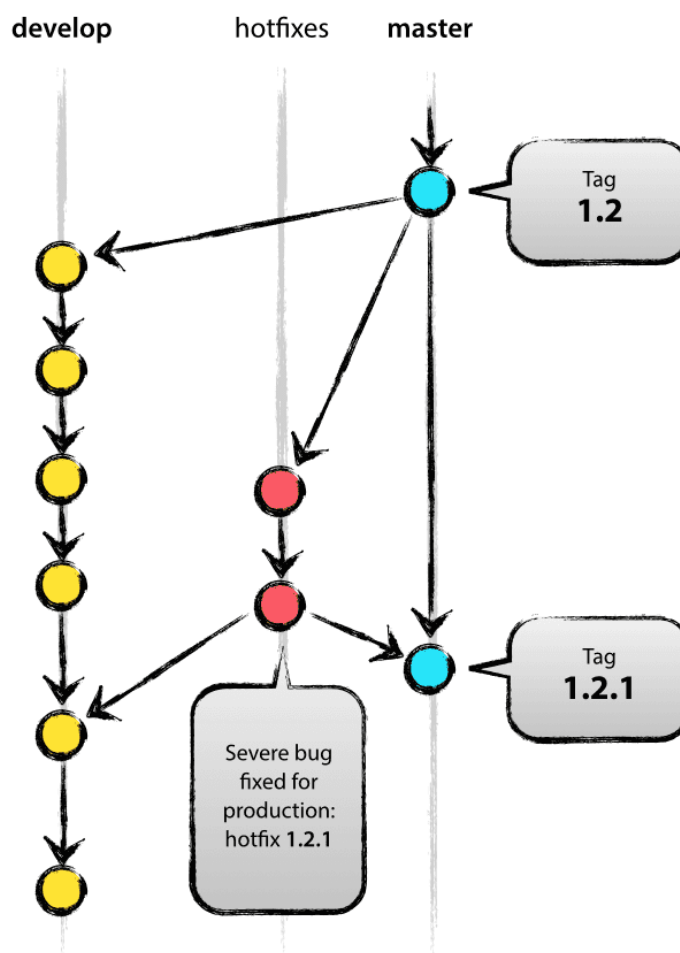 develop
hotfixes
master
Tag
1.2
Tag
1.2.1
Severe bug
fixed for
production:
hotfix 1.2.1